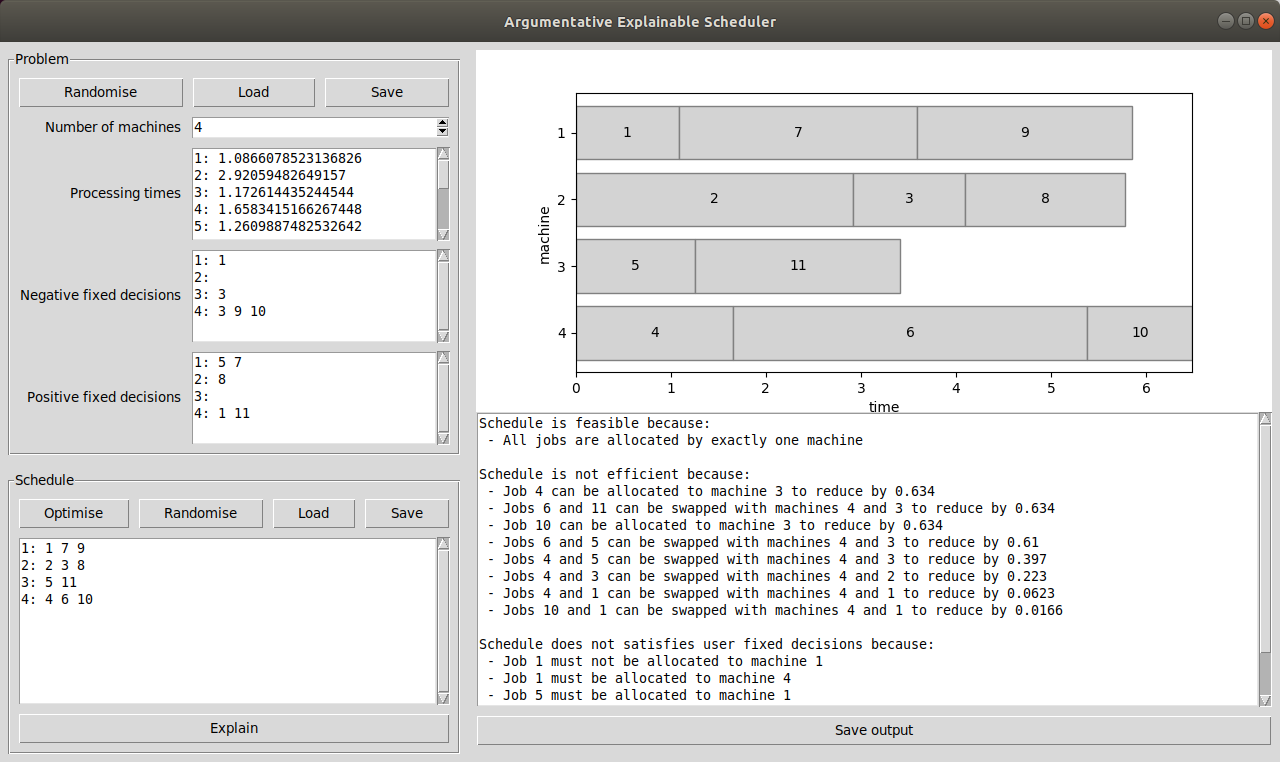 Argumentative Explainable Scheduler
Problem
Randomise Load Save
Number of machines 4
Processing times
1: 1.0866078523136826
2: 2.92059482649157
3: 1.172614435244544
4: 1.6583415166267448
5: 1.2609887482532642
Negative fixed decisions
1: 1
2:
3: 3
4: 3 9 10
Positive fixed decisions
1: 5 7
2: 8
3:
4: 1 11
Schedule
Optimise Randomise Load Save
1: 1 7 9
2: 2 3 8
3: 5 11
4: 4 6 10
Explain
machine
1 1 7 9
2 2 3 8
3 5 11
4 4 6 10
0 1 2 3 4 5 6
time
Schedule is feasible because:
- All jobs are allocated by exactly one machine
Schedule is not efficient because:
- Job 4 can be allocated to machine 3 to reduce by 0.634
- Jobs 6 and 11 can be swapped with machines 4 and 3 to reduce by 0.634
- Job 10 can be allocated to machine 3 to reduce by 0.634
- Jobs 6 and 5 can be swapped with machines 4 and 3 to reduce by 0.61
- Jobs 4 and 5 can be swapped with machines 4 and 3 to reduce by 0.397
- Jobs 4 and 3 can be swapped with machines 4 and 2 to reduce by 0.223
- Jobs 4 and 1 can be swapped with machines 4 and 1 to reduce by 0.0623
- Jobs 10 and 1 can be swapped with machines 4 and 1 to reduce by 0.0166
Schedule does not satisfies user fixed decisions because:
- Job 1 must not be allocated to machine 1
- Job 1 must be allocated to machine 4
- Job 5 must be allocated to machine 1
Save output